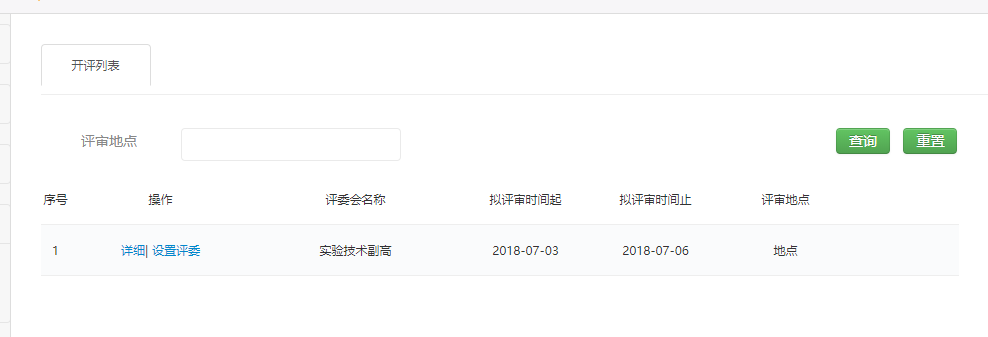 开评列表
评审地点 查询 重置
序号 操作 评委会名称 拟评审时间起 拟评审时间止 评审地点
1 详细| 设置评委 实验技术副高 2018-07-03 2018-07-06 地点